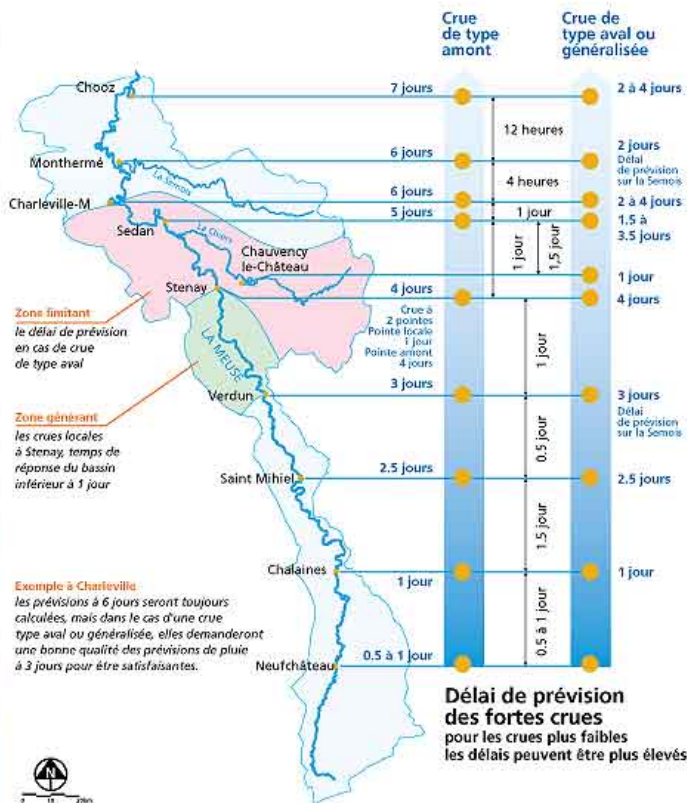 Crue
de type
amont
Crue de
type aval ou
généralisée
Chooz
7 jours
2 à 4 jours
12 heures
Monthermé
6 jours
2 jours
Délai
de prévision
sur la Semois
La Semois
4 heures
Charleville-M
6 jours
2 à 4 jours
Sedan
5 jours
1 jour
1.5 à
3.5 jours
La Chiers
Chauvency
le-Château
1 jour
1,5 jour
1 jour
Stenay
4 jours
4 jours
Zone limitant
le délai de prévision
en cas de crue
de type aval
Crue à
2 pointes
Pointe locale
1 jour
Pointe amont
4 jours
1 jour
LA MEUSE
Verdun
3 jours
3 jours
Délai
de prévision
sur la Semois
Zone générant
les crues locales
à Stenay, temps de
réponse du bassin
inférieur à 1 jour
0.5 jour
Saint Mihiel
2.5 jours
2.5 jours
1.5 jour
Chalaines
1 jour
1 jour
Exemple à Charleville
les prévisions à 6 jours seront toujours
calculées, mais dans le cas d'une crue
type aval ou généralisée, elles demanderont
une bonne qualité des prévisions de pluie
à 3 jours pour être satisfaisantes.
0.5 à 1 jour
Neufchâteau
0.5 à 1 jour
Délai de prévision
des fortes crues
pour les crues plus faibles
les délais peuvent être plus élevés
N
0 10 20km